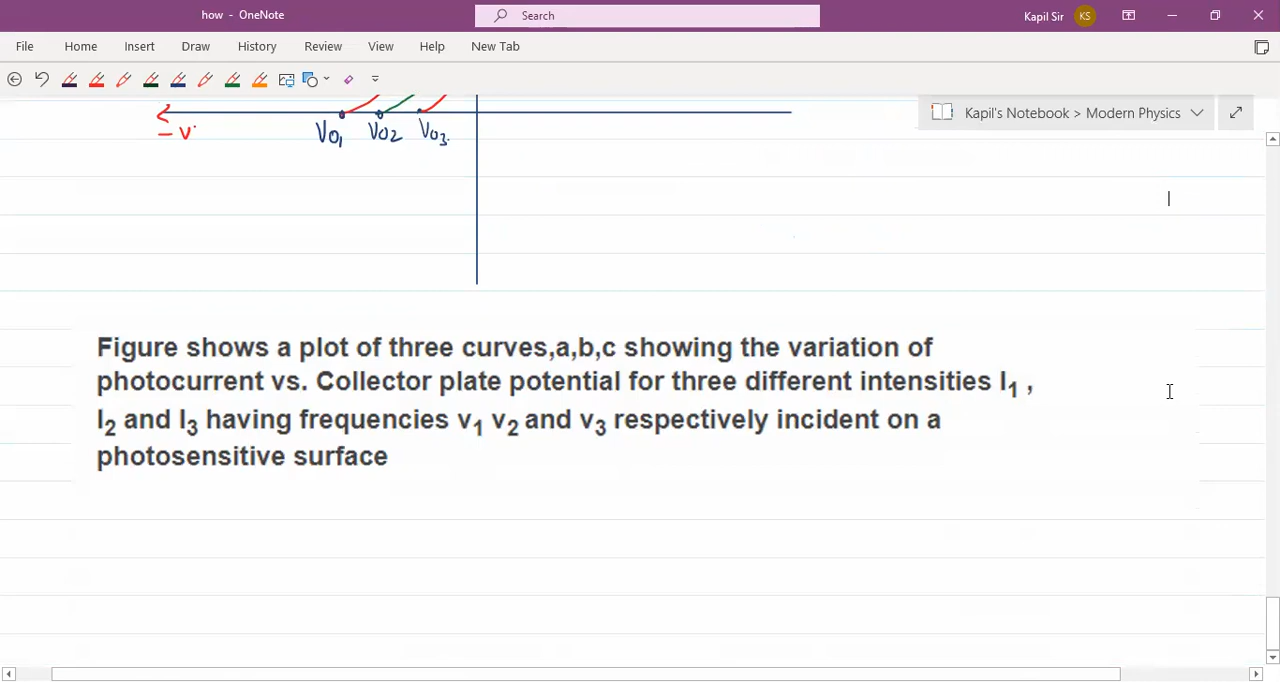 how - OneNote
Search
Kapil Sir KS
File Home Insert Draw History Review View Help New Tab
Kapil's Notebook > Modern Physics
- V
V01 V02 V03
Figure shows a plot of three curves,a,b,c showing the variation of
photocurrent vs. Collector plate potential for three different intensities I1 ,
I2 and I3 having frequencies v1 v2 and v3 respectively incident on a
photosensitive surface